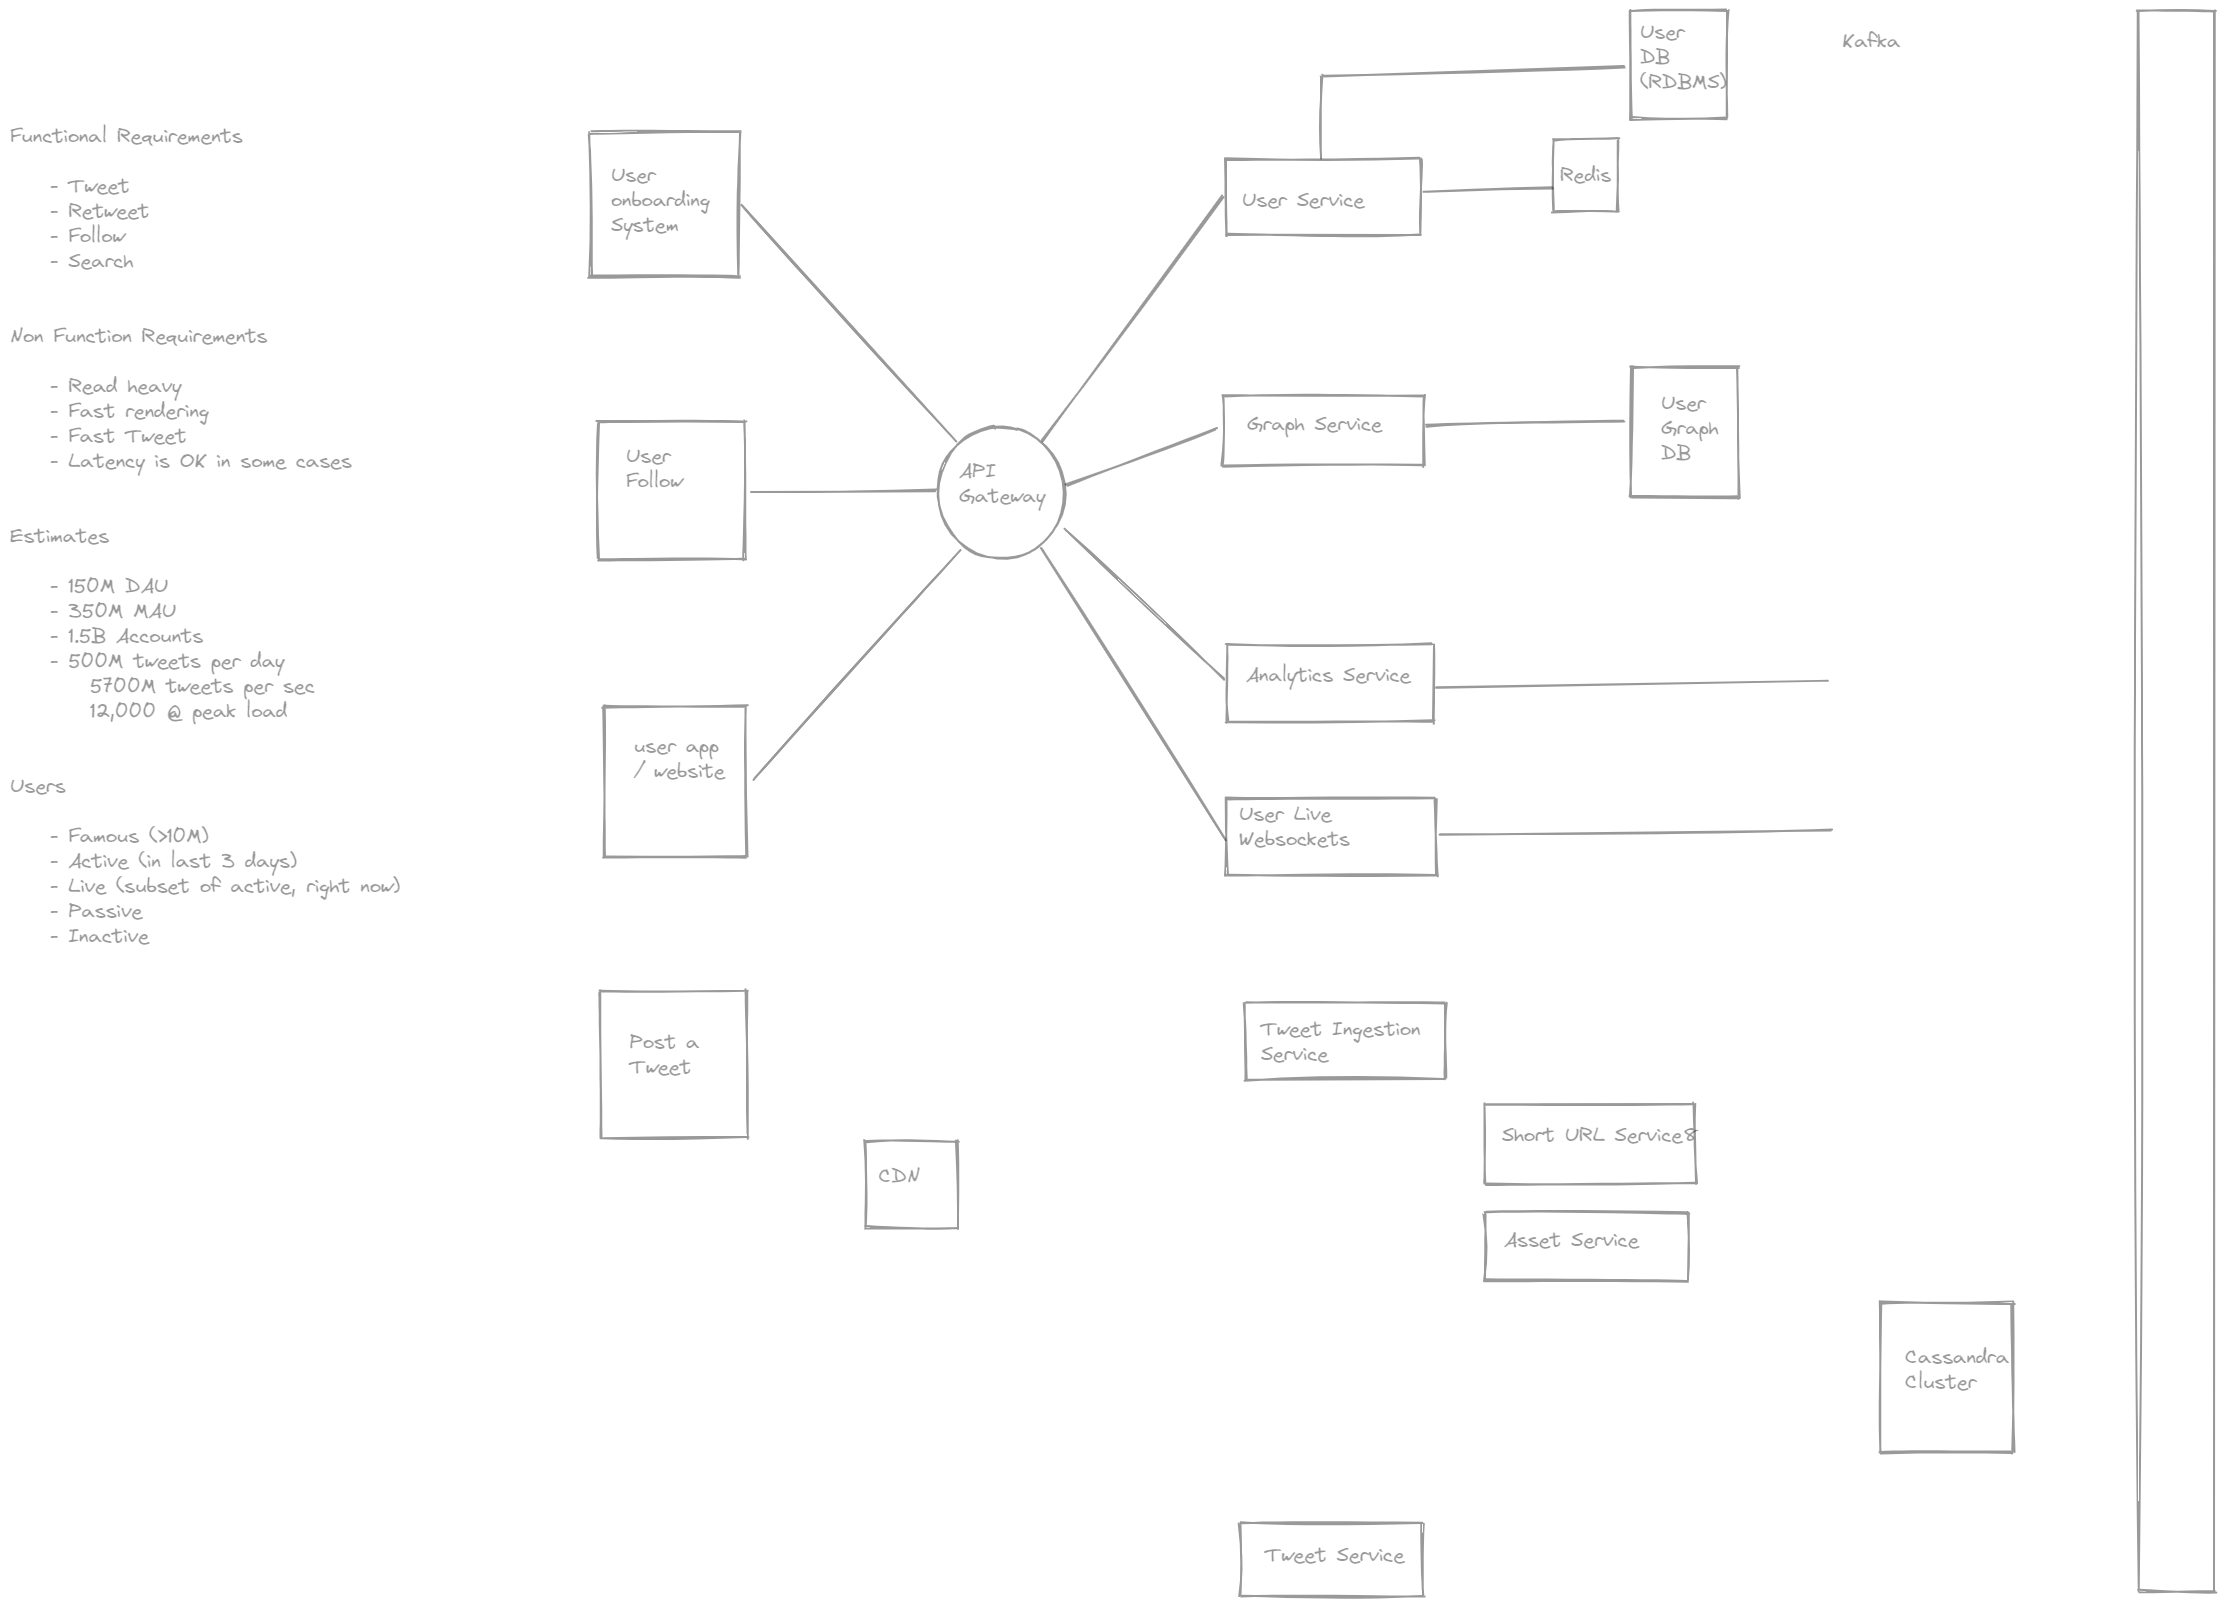 Functional Requirements
- Tweet
- Retweet
- Follow
- Search
Non Function Requirements
- Read heavy
- Fast rendering
- Fast Tweet
- Latency is OK in some cases
Estimates
- 150M DAU
- 350M MAU
- 1.5B Accounts
- 500M tweets per day
5700M tweets per sec
12,000 @ peak load
Users
- Famous (>10M)
- Active (in last 3 days)
- Live (subset of active, right now)
- Passive
- Inactive
User
onboarding
System
User
Follow
user app
/ website
Post a
Tweet
CDN
API
Gateway
User Service
Graph Service
Analytics Service
User Live
Websockets
Tweet Ingestion
Service
Short URL Service8
Asset Service
Tweet Service
User
DB
(RDBMS)
Redis
User
Graph
DB
Kafka
Cassandra
Cluster